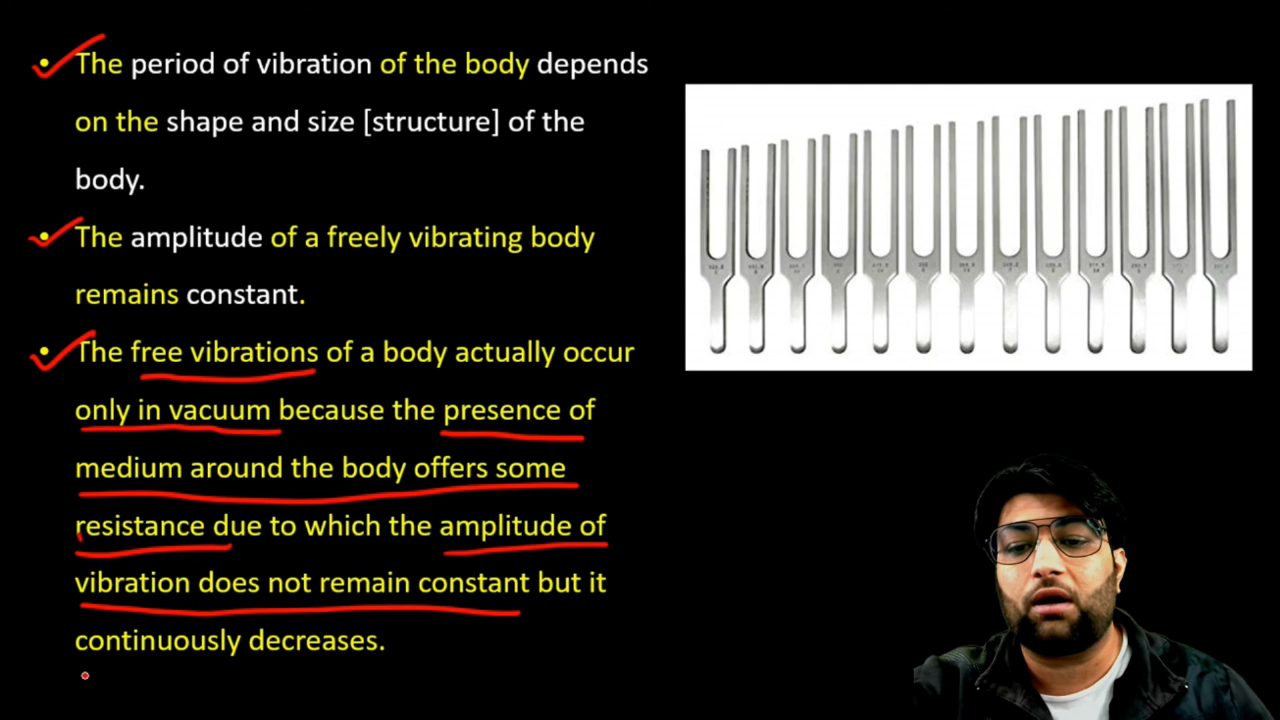 • The period of vibration of the body depends
on the shape and size [structure] of the
body.
• The amplitude of a freely vibrating body
remains constant.
• The free vibrations of a body actually occur
only in vacuum because the presence of
medium around the body offers some
resistance due to which the amplitude of
vibration does not remain constant but it
continuously decreases.